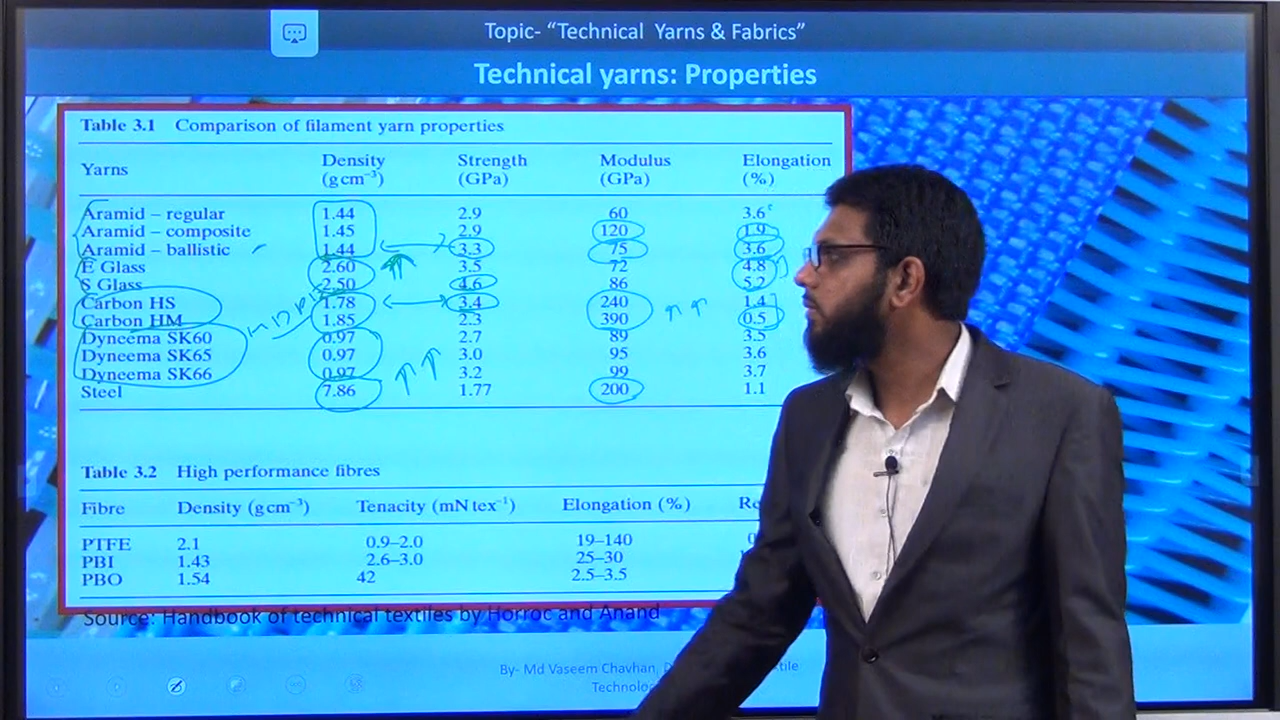 Topic- “Technical Yarns & Fabrics”
Technical yarns: Properties
Table 3.1 Comparison of filament yarn properties
Yarns Density (g cm⁻³) Strength (GPa) Modulus (GPa) Elongation (%)
Aramid – regular 1.44 2.9 60 3.6
Aramid – composite 1.45 2.9 120 1.9
Aramid – ballistic 1.44 3.3 75 3.6
E Glass 2.60 3.5 72 4.8
S Glass 2.50 4.6 86 5.2
Carbon HS 1.78 3.4 240 1.4
Carbon HM 1.85 2.3 390 0.5
Dyneema SK60 0.97 2.7 89 3.5
Dyneema SK65 0.97 3.0 95 3.6
Dyneema SK66 0.97 3.2 99 3.7
Steel 7.86 1.77 200 1.1
Table 3.2 High performance fibres
Fibre Density (g cm⁻³) Tenacity (mN tex⁻¹) Elongation (%)
PTFE 2.1 0.9–2.0 19–140
PBI 1.43 2.6–3.0 25–30
PBO 1.54 42 2.5–3.5
Source: Handbook of technical textiles by Horroc and Anand
By- Md Vaseem Chavhan,